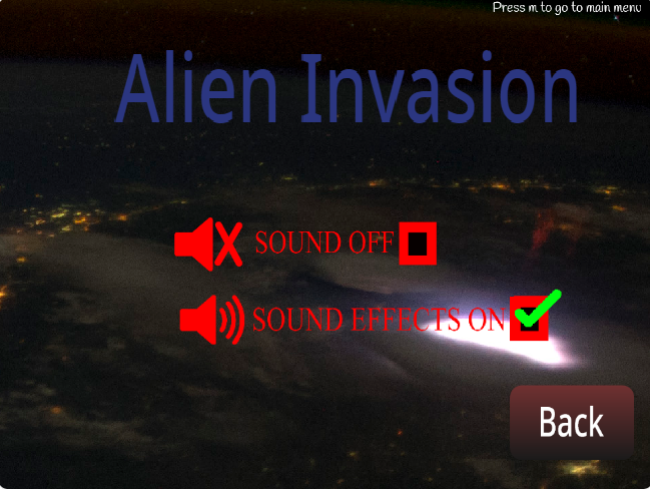 Press m to go to main menu
Alien Invasion
SOUND OFF
SOUND EFFECTS ON
Back